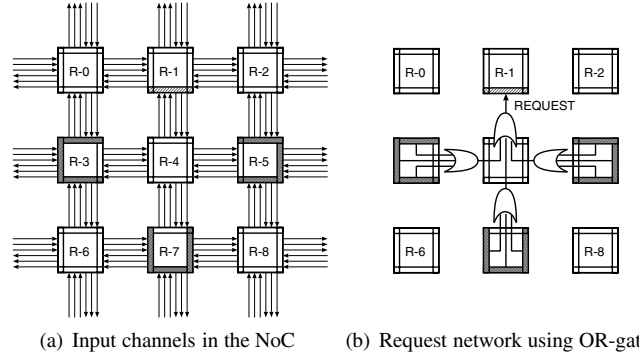 R-0
R-1
R-2
R-3
R-4
R-5
R-6
R-7
R-8
(a) Input channels in the NoC
R-0
R-1
R-2
REQUEST
R-6
R-8
(b) Request network using OR-gat